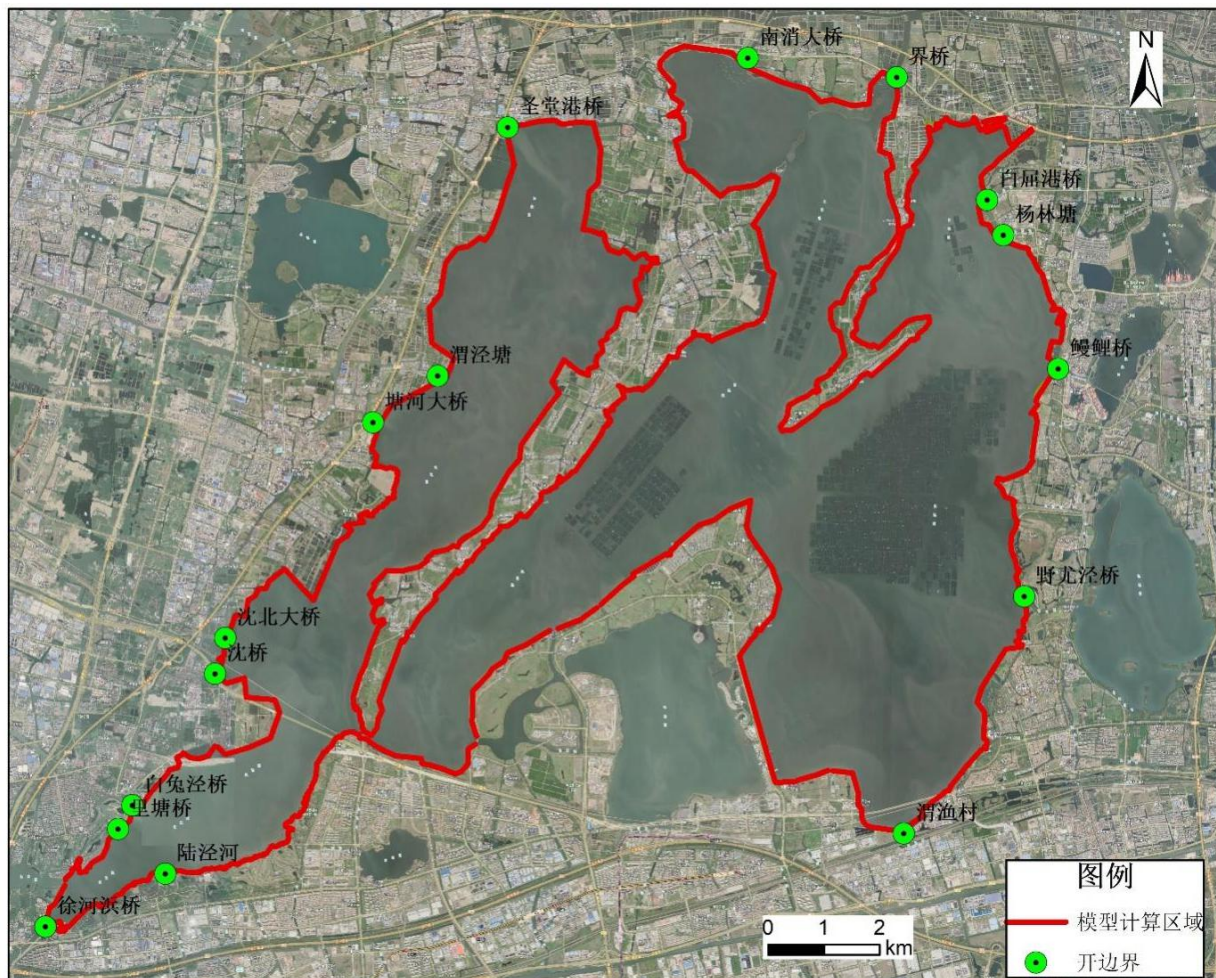 南消大桥
界桥
N
圣堂港桥
白屈港桥
杨林塘
鳗鲤桥
渭泾塘
塘河大桥
野尤泾桥
沈北大桥
沈桥
白兔泾桥
里塘桥
渭渔村
陆泾河
徐河浜桥
0 1 2
km
图例
模型计算区域
开边界